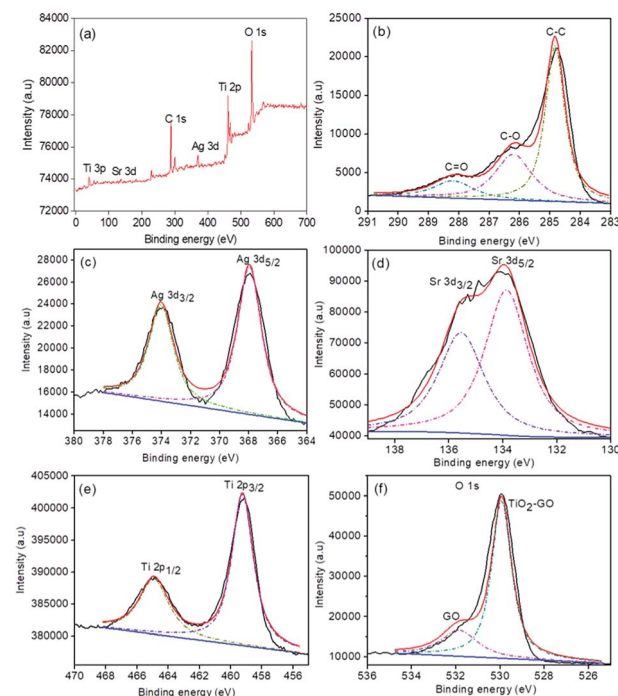 (a)
O 1s
Ti 2p
C 1s
Ag 3d
Ti 3p
Sr 3d
Intensity (a.u)
84000
82000
80000
78000
76000
74000
72000
0 100 200 300 400 500 600 700
Binding energy (eV)
(b)
C-C
C-O
C=O
Intensity (a.u)
25000
20000
15000
10000
5000
0
291 290 289 288 287 286 285 284 283
Binding energy (eV)
(c)
Ag 3d5/2
Ag 3d3/2
Intensity (a.u)
28000
26000
24000
22000
20000
18000
16000
14000
380 378 376 374 372 370 368 366 364
Binding energy (eV)
(d)
Sr 3d5/2
Sr 3d3/2
Intensity (a.u)
100000
90000
80000
70000
60000
50000
40000
138 136 134 132 130
Binding energy (eV)
(e)
Ti 2p3/2
Ti 2p1/2
Intensity (a.u)
405000
400000
395000
390000
385000
380000
470 467 464 461 459 456
Binding energy (eV)
(f)
O 1s
TiO2-GO
GO
Intensity (a.u)
50000
40000
30000
20000
10000
536 534 532 530 528 526
Binding energy (eV)